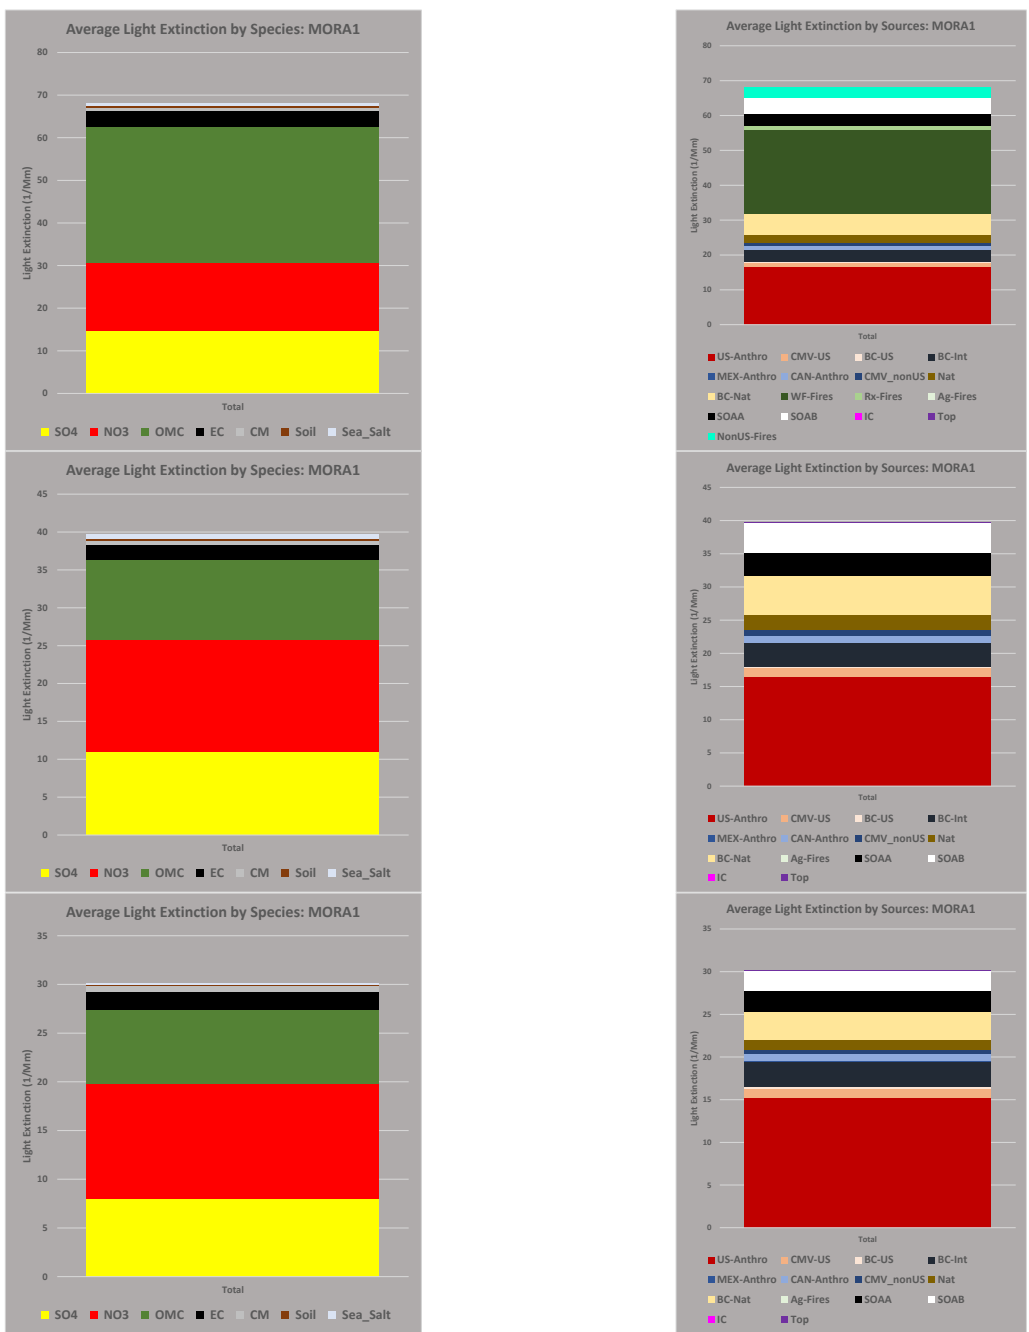 Average Light Extinction by Species: MORA1
80
70
60
50
40
30
20
10
0
Light Extinction (1/Mm)
Total
SO4 NO3 OMC EC CM Soil Sea_Salt
Average Light Extinction by Sources: MORA1
80
70
60
50
40
30
20
10
0
Light Extinction (1/Mm)
Total
US-Anthro CMV-US BC-US BC-Int
MEX-Anthro CAN-Anthro CMV_nonUS Nat
BC-Nat WF-Fires Rx-Fires Ag-Fires
SOAA SOAB IC Top
NonUS-Fires
Average Light Extinction by Species: MORA1
45
40
35
30
25
20
15
10
5
0
Light Extinction (1/Mm)
Total
SO4 NO3 OMC EC CM Soil Sea_Salt
Average Light Extinction by Sources: MORA1
45
40
35
30
25
20
15
10
5
0
Light Extinction (1/Mm)
Total
US-Anthro CMV-US BC-US BC-Int
MEX-Anthro CAN-Anthro CMV_nonUS Nat
BC-Nat Ag-Fires SOAA SOAB
IC Top
Average Light Extinction by Species: MORA1
35
30
25
20
15
10
5
0
Light Extinction (1/Mm)
Total
SO4 NO3 OMC EC CM Soil Sea_Salt
Average Light Extinction by Sources: MORA1
35
30
25
20
15
10
5
0
Light Extinction (1/Mm)
Total
US-Anthro CMV-US BC-US BC-Int
MEX-Anthro CAN-Anthro CMV_nonUS Nat
BC-Nat Ag-Fires SOAA SOAB
IC Top